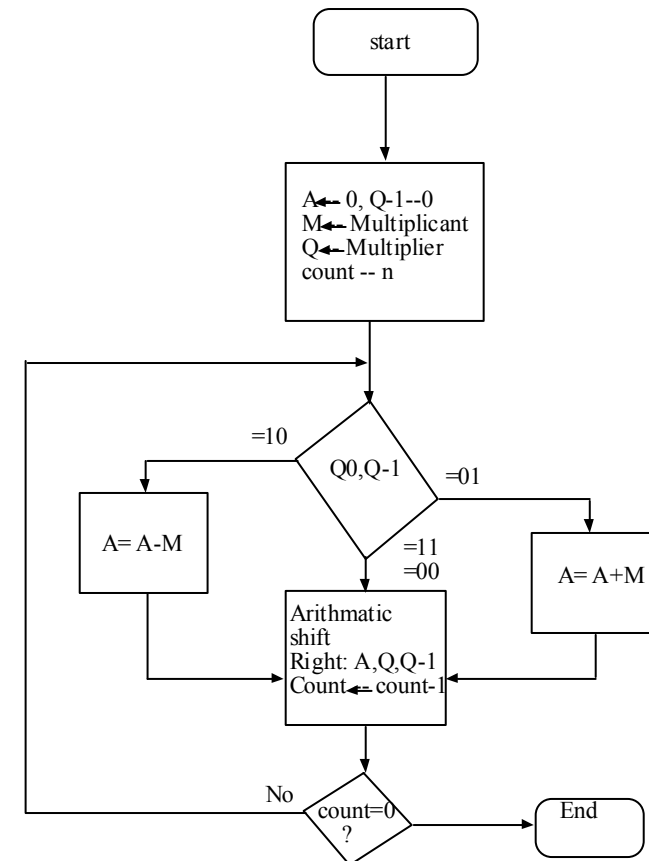 start
A← -- 0, Q-1--0
M← -- Multiplicant
Q← -- Multiplier
count -- n
=10
Q0,Q-1
=01
A= A-M
=11
=00
A= A+M
Arithmatic
shift
Right: A,Q,Q-1
Count← -- count-1
No
count=0
?
End